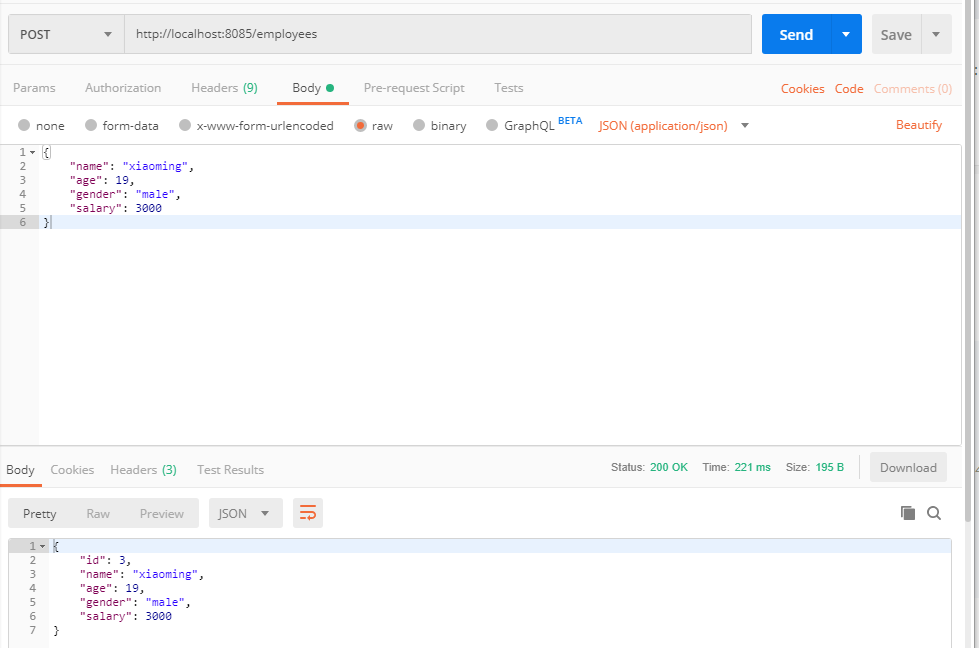 POST http://localhost:8085/employees Send Save
Params Authorization Headers (9) Body Pre-request Script Tests Cookies Code Comments (0)
none form-data x-www-form-urlencoded raw binary GraphQL BETA JSON (application/json) Beautify
1 {
2 "name": "xiaoming",
3 "age": 19,
4 "gender": "male",
5 "salary": 3000
6 }
Body Cookies Headers (3) Test Results Status: 200 OK Time: 221 ms Size: 195 B Download
Pretty Raw Preview JSON
1 {
2 "id": 3,
3 "name": "xiaoming",
4 "age": 19,
5 "gender": "male",
6 "salary": 3000
7 }